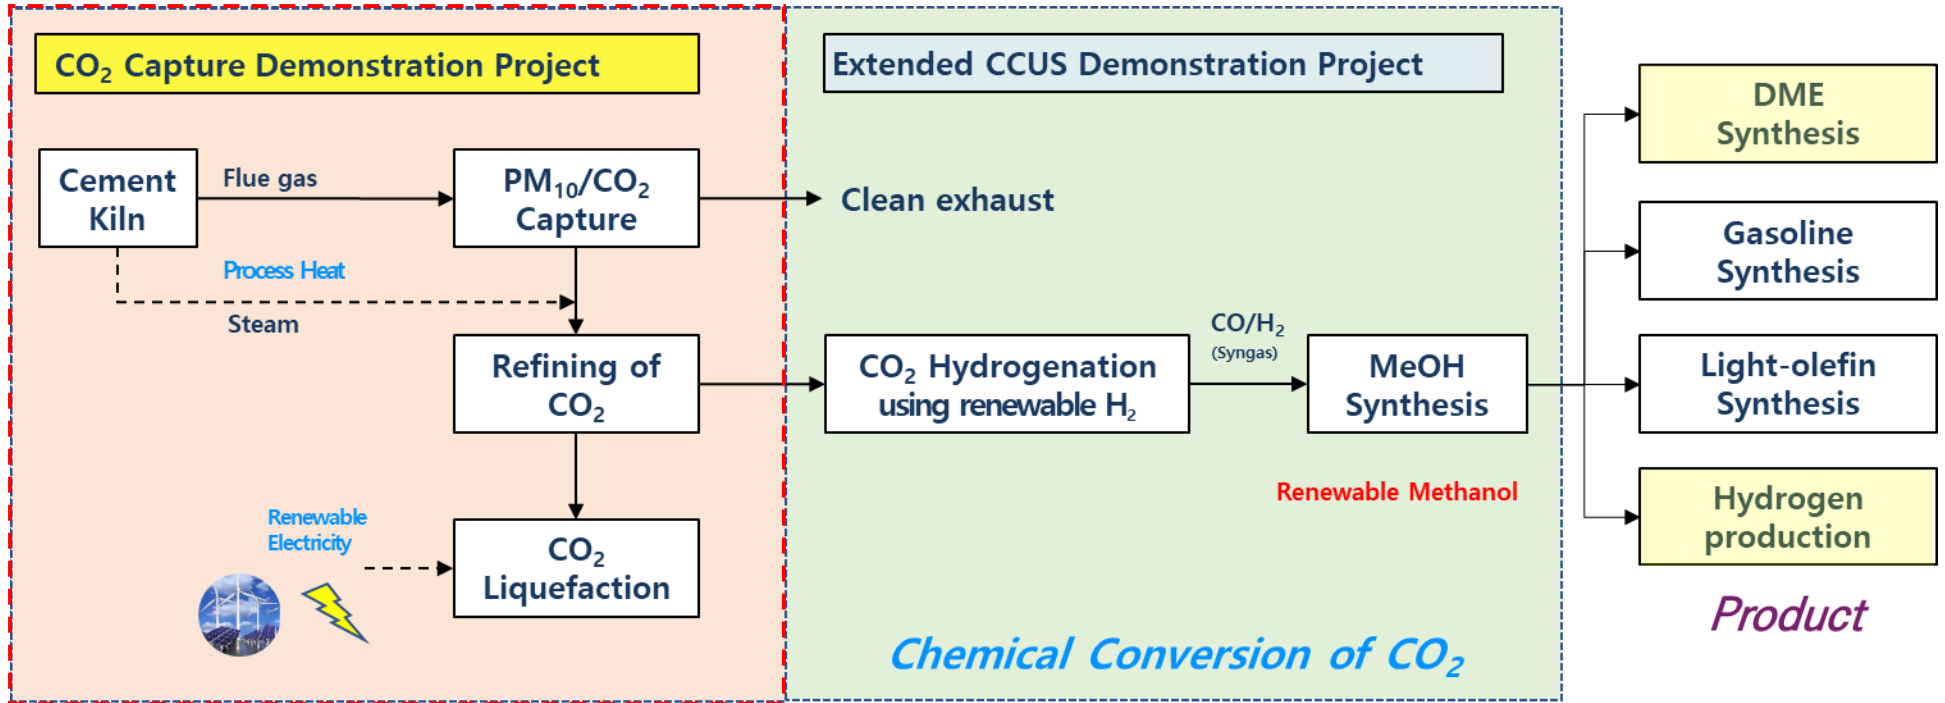 CO₂ Capture Demonstration Project
Extended CCUS Demonstration Project
Cement
Kiln
Flue gas
PM₁₀/CO₂
Capture
Clean exhaust
Process Heat
Steam
Refining of
CO₂
CO₂ Hydrogenation
using renewable H₂
CO/H₂
(Syngas)
MeOH
Synthesis
Renewable Methanol
Renewable
Electricity
CO₂
Liquefaction
Chemical Conversion of CO₂
DME
Synthesis
Gasoline
Synthesis
Light-olefin
Synthesis
Hydrogen
production
Product